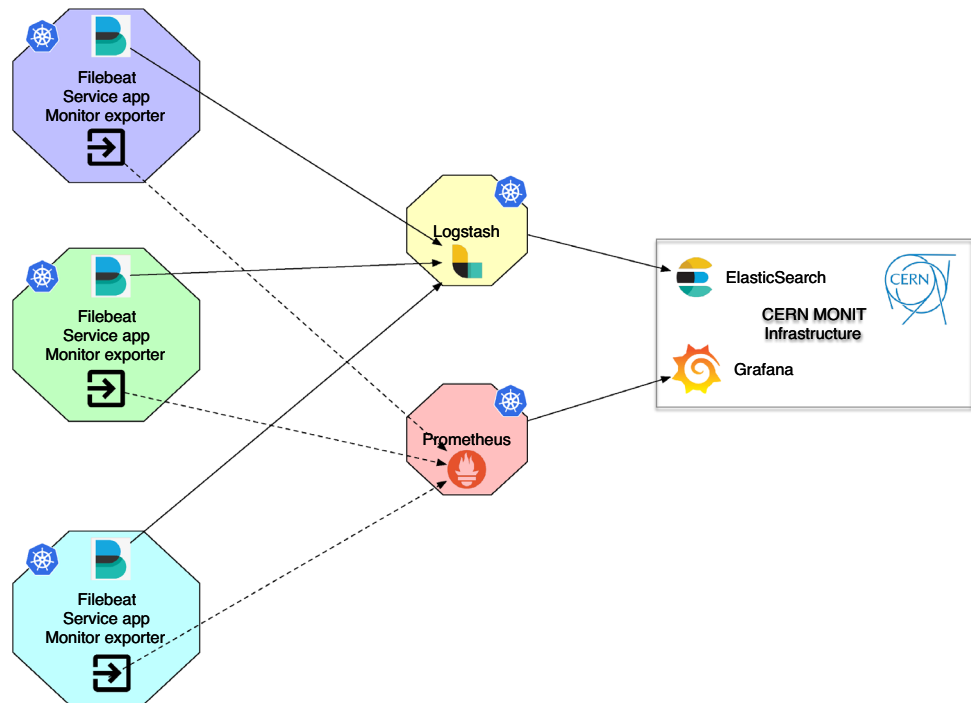 Filebeat
Service app
Monitor exporter
Logstash
ElasticSearch
CERN
CERN MONIT
Infrastructure
Filebeat
Service app
Monitor exporter
Grafana
Prometheus
Filebeat
Service app
Monitor exporter